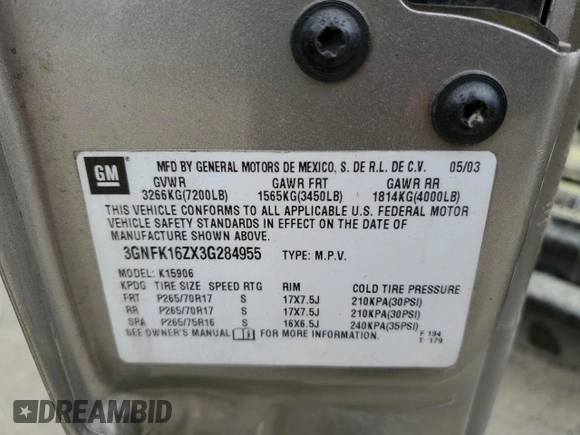 GM
MFD BY GENERAL MOTORS DE MEXICO, S. DE R.L. DE C.V. 05/03
GVWR GAWR FRT GAWR RR
3266KG(7200LB) 1565KG(3450LB) 1814KG(4000LB)
THIS VEHICLE CONFORMS TO ALL APPLICABLE U.S. FEDERAL MOTOR
VEHICLE SAFETY STANDARDS IN EFFECT ON THE DATE OF
MANUFACTURE SHOWN ABOVE.
3GNFK16ZX3G284955 TYPE: M.P.V.
MODEL: K15906
KPDG TIRE SIZE SPEED RTG RIM COLD TIRE PRESSURE
FRT P265/70R17 S 17X7.5J 210KPA(30PSI)
RR P265/70R17 S 17X7.5J 210KPA(30PSI)
SPA P265/75R16 S 16X6.5J 240KPA(35PSI)
SEE OWNER'S MANUAL FOR MORE INFORMATION. F 194
T 179
DREAMBID